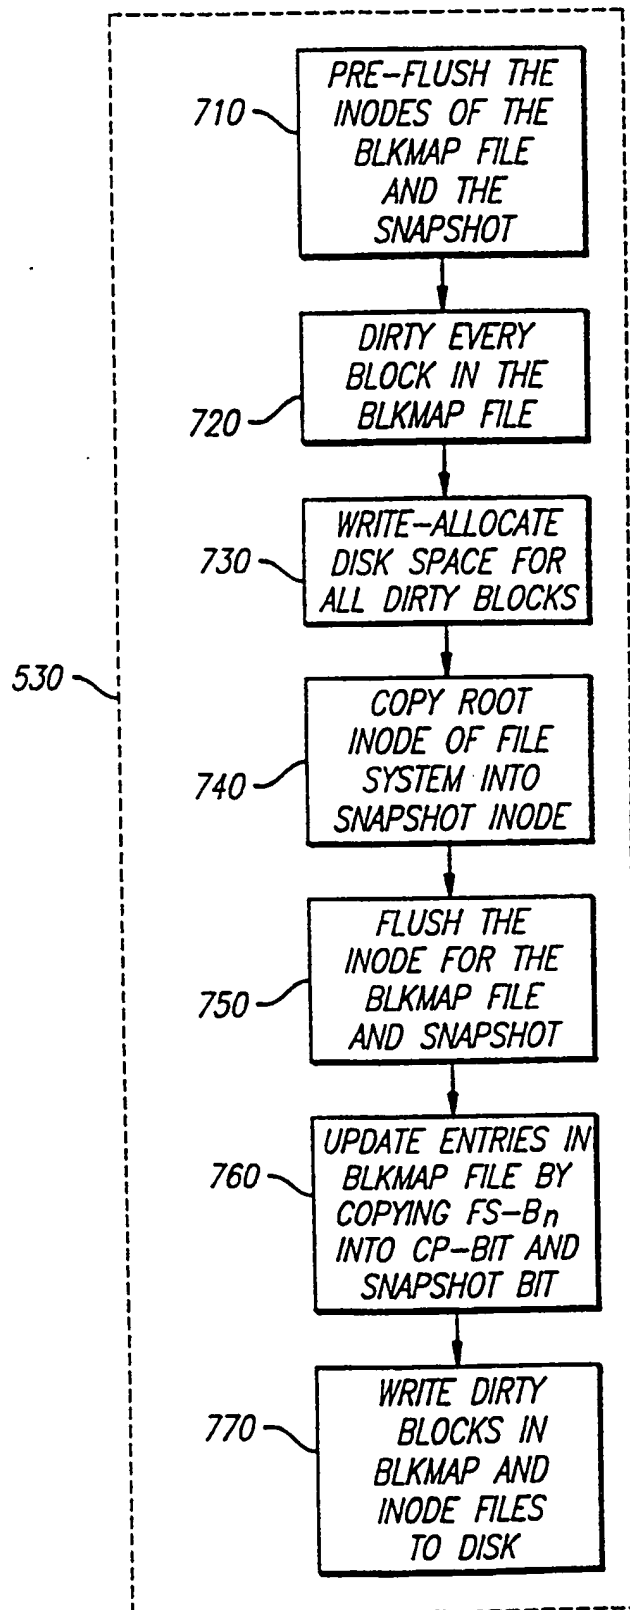 710
PRE-FLUSH THE
INODES OF THE
BLKMAP FILE
AND THE
SNAPSHOT
720
DIRTY EVERY
BLOCK IN THE
BLKMAP FILE
730
WRITE-ALLOCATE
DISK SPACE FOR
ALL DIRTY BLOCKS
530
740
COPY ROOT
INODE OF FILE
SYSTEM INTO
SNAPSHOT INODE
750
FLUSH THE
INODE FOR THE
BLKMAP FILE
AND SNAPSHOT
760
UPDATE ENTRIES IN
BLKMAP FILE BY
COPYING FS-Bn
INTO CP-BIT AND
SNAPSHOT BIT
770
WRITE DIRTY
BLOCKS IN
BLKMAP AND
INODE FILES
TO DISK